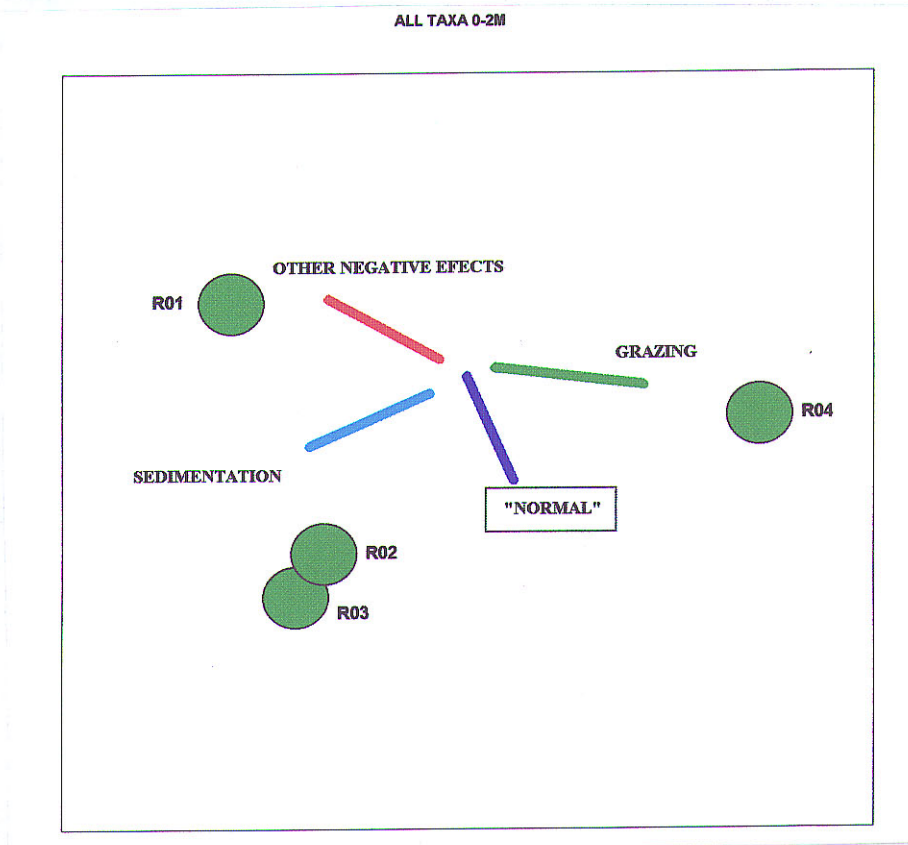 ALL TAXA 0-2M
OTHER NEGATIVE EFECTS
R01
GRAZING
R04
SEDIMENTATION
"NORMAL"
R02
R03